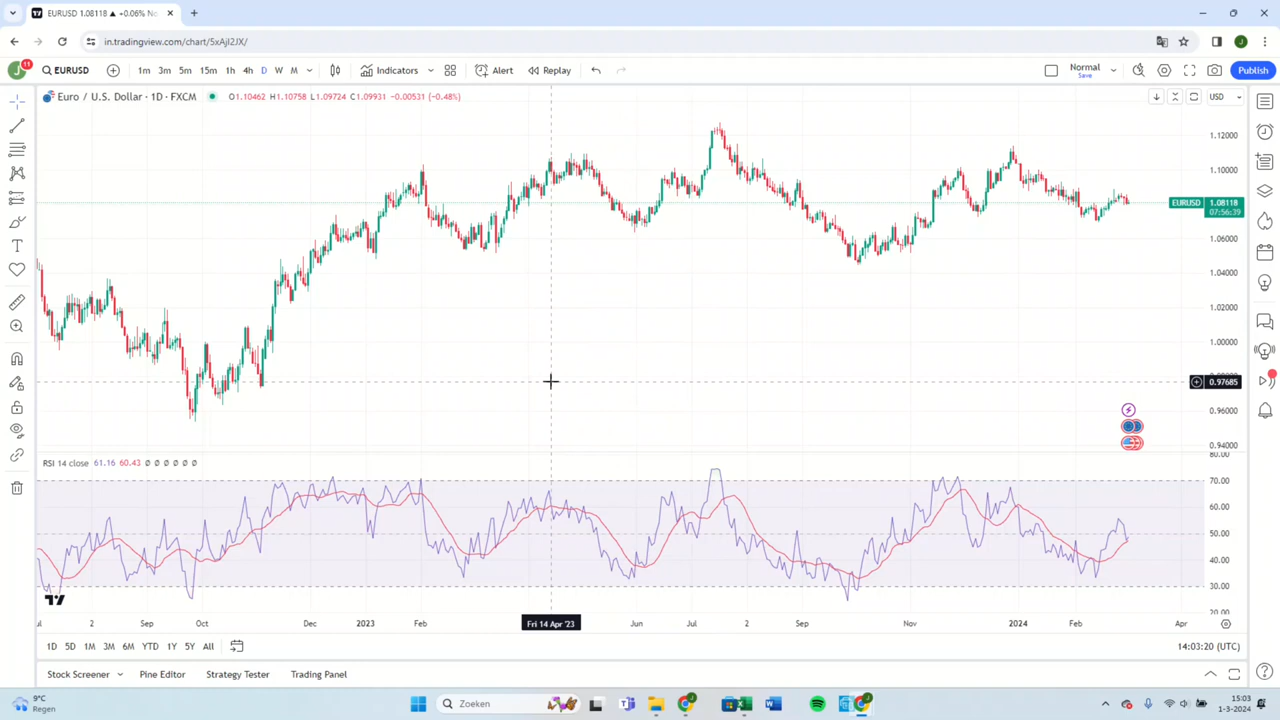 EURUSD 1.08118 ▲ +0.06% No
in.tradingview.com/chart/5xAjI2JX/
J 11 EURUSD 1m 3m 5m 15m 1h 4h D W M Indicators Alert Replay Normal Save Publish
Euro / U.S. Dollar · 1D · FXCM O1.10462 H1.10758 L1.09724 C1.09931 −0.00531 (−0.48%) USD
1.12000
1.10000
EURUSD 1.08118
07:56:39
1.06000
1.04000
1.02000
1.00000
0.97685
0.96000
0.94000
RSI 14 close 61.16 60.43 Ø Ø Ø Ø Ø Ø
80.00
70.00
60.00
50.00
40.00
30.00
20.00
2 Sep Oct Dec 2023 Feb Fri 14 Apr '23 Jun Jul 2 Sep Nov 2024 Feb Apr
1D 5D 1M 3M 6M YTD 1Y 5Y All 14:03:20 (UTC)
Stock Screener Pine Editor Strategy Tester Trading Panel
9°C
Regen
Zoeken
15:03
1-3-2024